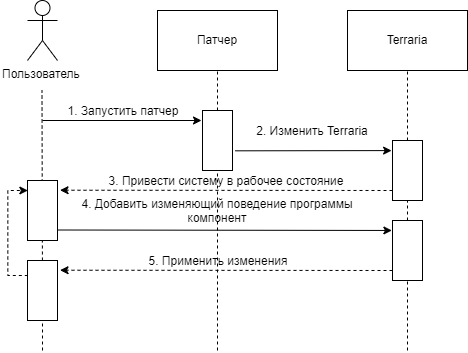 Патчер
Terraria
Пользователь
1. Запустить патчер
2. Изменить Terraria
3. Привести систему в рабочее состояние
4. Добавить изменяющий поведение программы
компонент
5. Применить изменения